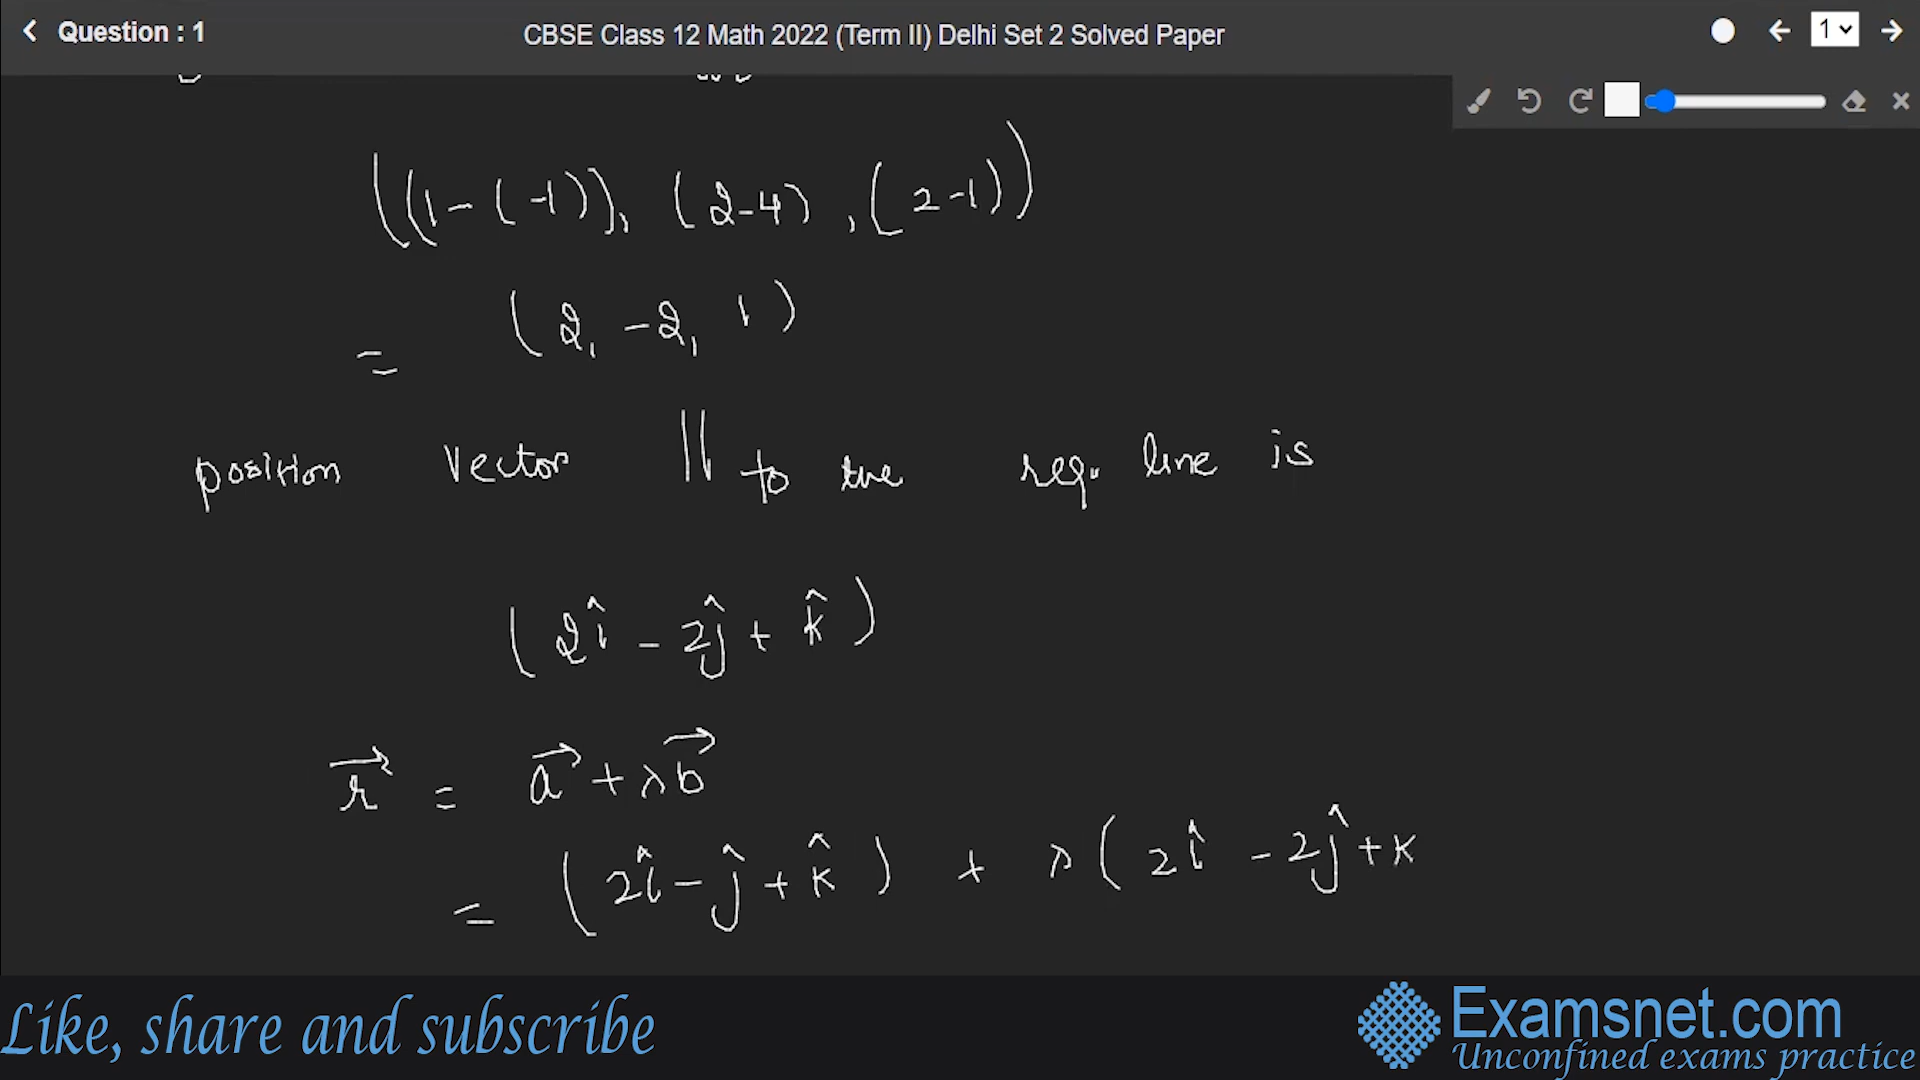 Question : 1
CBSE Class 12 Math 2022 (Term II) Delhi Set 2 Solved Paper
1
((1-(-1)), (2-4), (2-1))
= (2, -2, 1)
position vector || to the req. line is
(2î - 2ĵ + k̂)
r⃗ = a⃗ + λb⃗
= (2î - ĵ + k̂) + λ(2î - 2ĵ + k
Like, share and subscribe
Examsnet.com
Unconfined exams practice